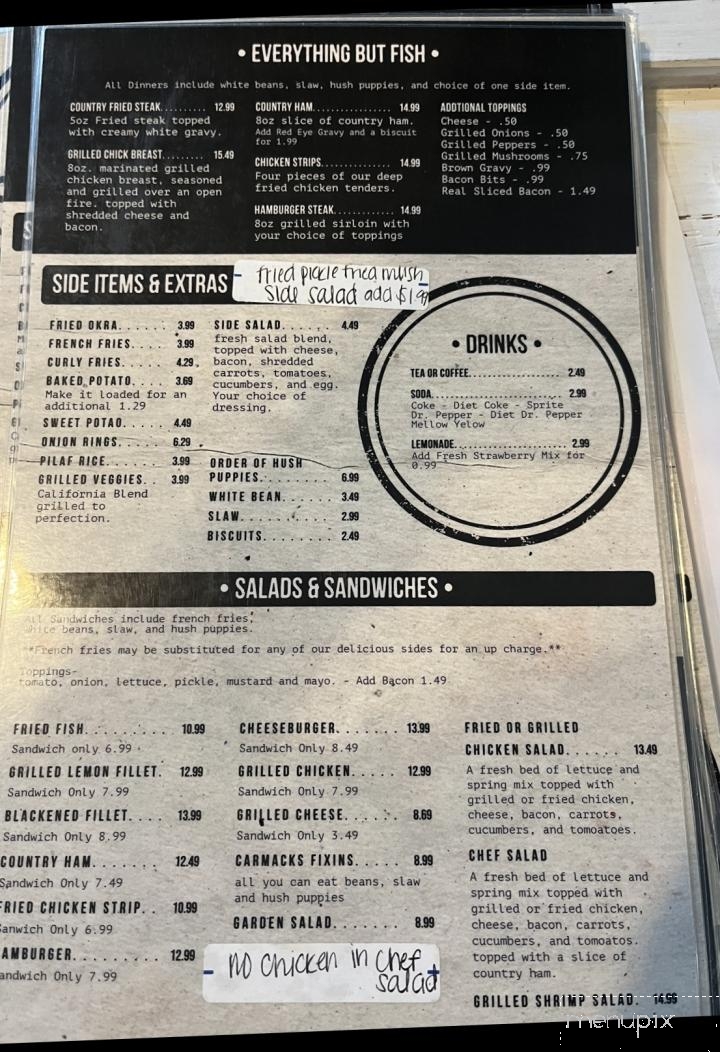 • EVERYTHING BUT FISH •
All Dinners include white beans, slaw, hush puppies, and choice of one side item.
COUNTRY FRIED STEAK.......... 12.99
5oz Fried steak topped
with creamy white gravy.
GRILLED CHICK BREAST......... 15.49
8oz. marinated grilled
chicken breast, seasoned
and grilled over an open
fire. topped with
shredded cheese and
bacon.
COUNTRY HAM.................. 14.99
8oz slice of country ham.
Add Red Eye Gravy and a biscuit
for 1.99
CHICKEN STRIPS............... 14.99
Four pieces of our deep
fried chicken tenders.
HAMBURGER STEAK.............. 14.99
8oz grilled sirloin with
your choice of toppings
ADDTIONAL TOPPINGS
Cheese - .50
Grilled Onions - .50
Grilled Peppers - .50
Grilled Mushrooms - .75
Brown Gravy - .99
Bacon Bits - .99
Real Sliced Bacon - 1.49
SIDE ITEMS & EXTRAS
fried pickle fried mush
side salad add $1.99
FRIED OKRA...... 3.99
FRENCH FRIES.... 3.99
CURLY FRIES..... 4.29
BAKED POTATO.... 3.69
Make it loaded for an
additional 1.29
SWEET POTAO..... 4.49
ONION RINGS..... 6.29
PILAF RICE...... 3.99
GRILLED VEGGIES. . 3.99
California Blend
grilled to
perfection.
SIDE SALAD....... 4.49
fresh salad blend,
topped with cheese,
bacon, shredded
carrots, tomatoes,
cucumbers, and egg.
Your choice of
dressing.
ORDER OF HUSH
PUPPIES.......... 6.99
WHITE BEAN....... 3.49
SLAW............. 2.99
BISCUITS......... 2.49
• DRINKS •
TEA OR COFFEE.................... 2.49
SODA............................. 2.99
Coke - Diet Coke - Sprite
Dr. Pepper - Diet Dr. Pepper
Mellow Yelow
LEMONADE......................... 2.99
Add Fresh Strawberry Mix for
0.99
• SALADS & SANDWICHES •
All Sandwiches include french fries,
white beans, slaw, and hush puppies.
**French fries may be substituted for any of our delicious sides for an up charge.**
Toppings-
tomato, onion, lettuce, pickle, mustard and mayo. - Add Bacon 1.49
FRIED FISH......... 10.99
Sandwich only 6.99
GRILLED LEMON FILLET. 12.99
Sandwich Only 7.99
BLACKENED FILLET.... 13.99
Sandwich Only 8.99
COUNTRY HAM....... 12.49
Sandwich Only 7.49
FRIED CHICKEN STRIP. . 10.99
Sanwich Only 6.99
AMBURGER......... 12.99
andwich Only 7.99
CHEESEBURGER....... 13.99
Sandwich Only 8.49
GRILLED CHICKEN..... 12.99
Sandwich Only 7.99
GRILLED CHEESE...... 8.69
Sandwich Only 3.49
CARMACKS FIXINS..... 8.99
all you can eat beans, slaw
and hush puppies
GARDEN SALAD....... 8.99
NO Chicken in Chef
salad
FRIED OR GRILLED
CHICKEN SALAD...... 13.49
A fresh bed of lettuce and
spring mix topped with
grilled or fried chicken,
cheese, bacon, carrots,
cucumbers, and tomoatoes.
CHEF SALAD
A fresh bed of lettuce and
spring mix topped with
grilled or fried chicken,
cheese, bacon, carrots,
cucumbers, and tomoatos.
topped with a slice of
country ham.
GRILLED SHRIMP SALAD. 14.99
menupix